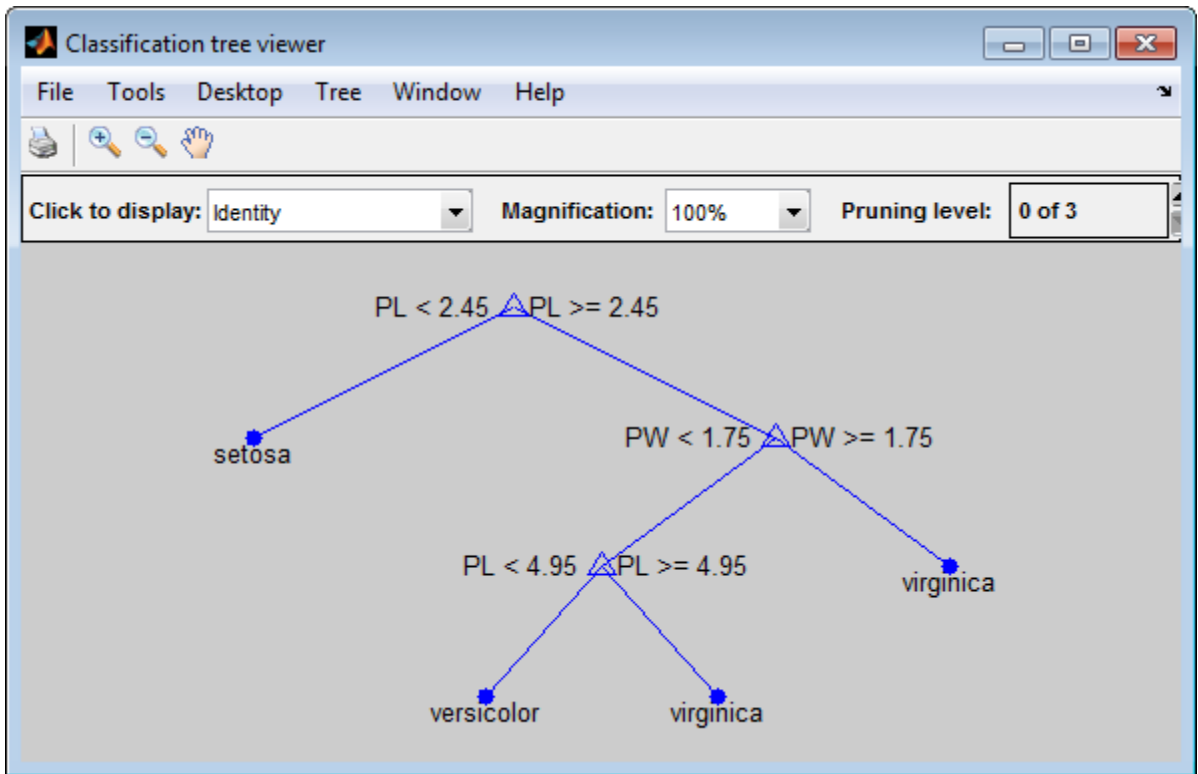 Classification tree viewer
File Tools Desktop Tree Window Help
Click to display: Identity Magnification: 100% Pruning level: 0 of 3
PL < 2.45 PL >= 2.45
setosa
PW < 1.75 PW >= 1.75
PL < 4.95 PL >= 4.95
virginica
versicolor virginica